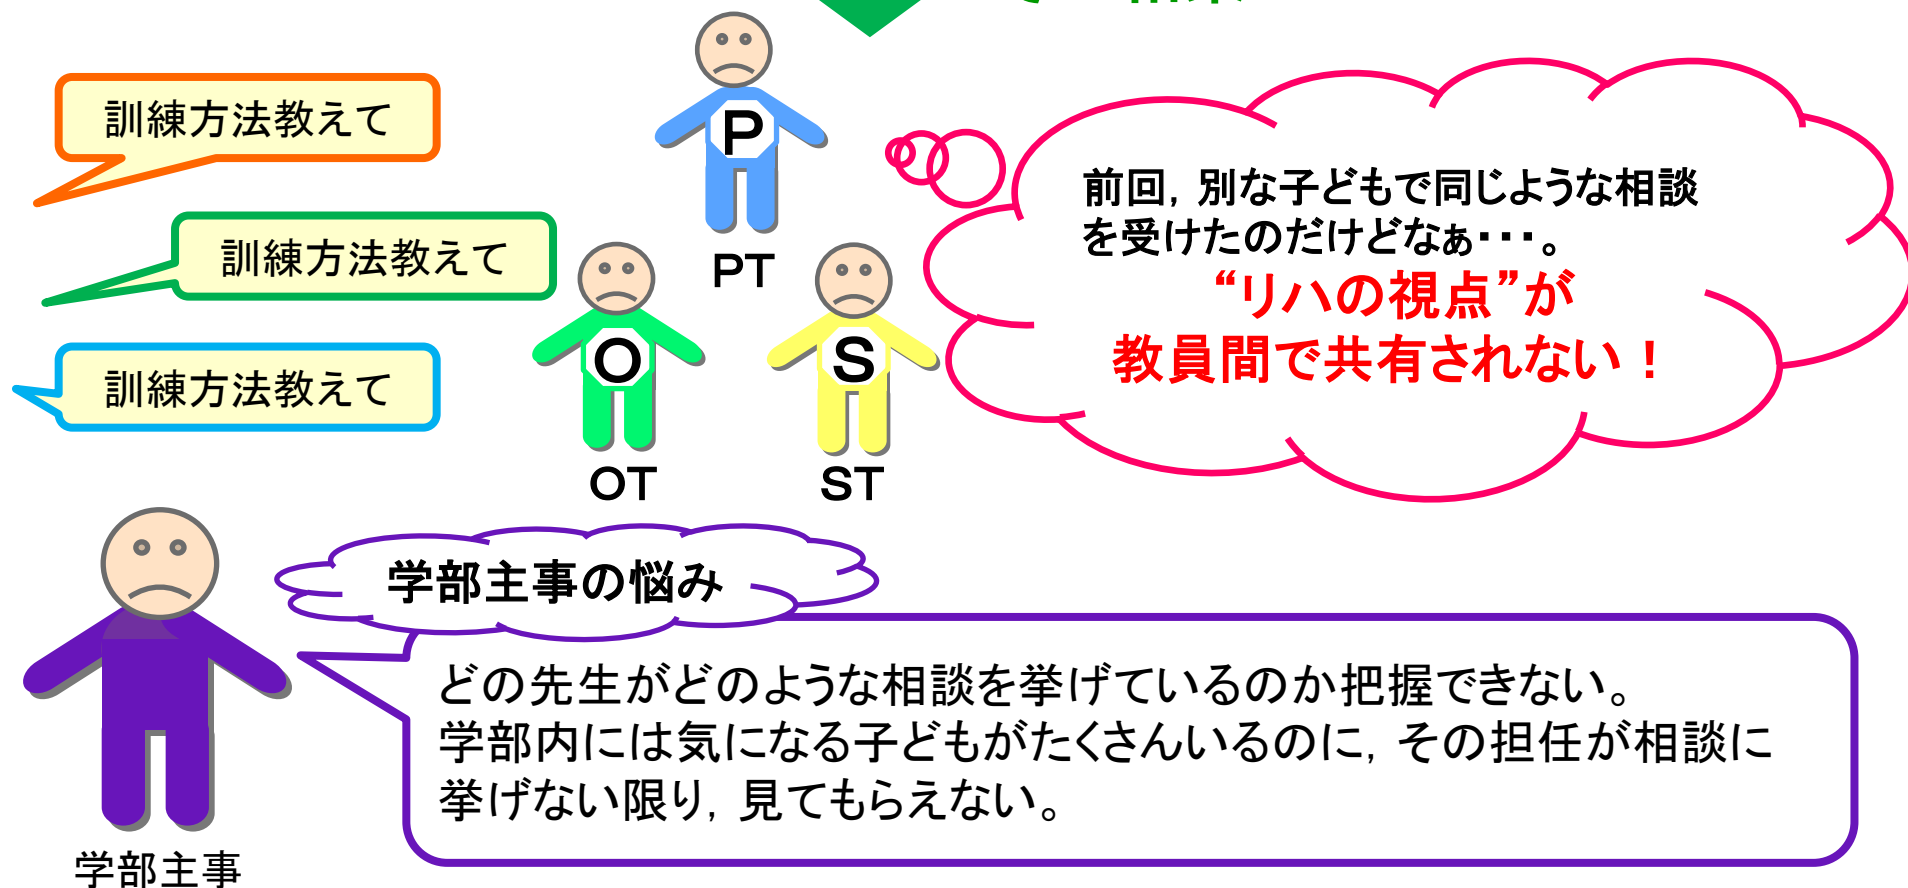 訓練方法教えて
訓練方法教えて
訓練方法教えて
P
PT
O
OT
S
ST
前回，別な子どもで同じような相談
を受けたのだけどなぁ・・・。
“リハの視点”が
教員間で共有されない！
学部主事の悩み
どの先生がどのような相談を挙げているのか把握できない。
学部内には気になる子どもがたくさんいるのに，その担任が相談に
挙げない限り，見てもらえない。
学部主事